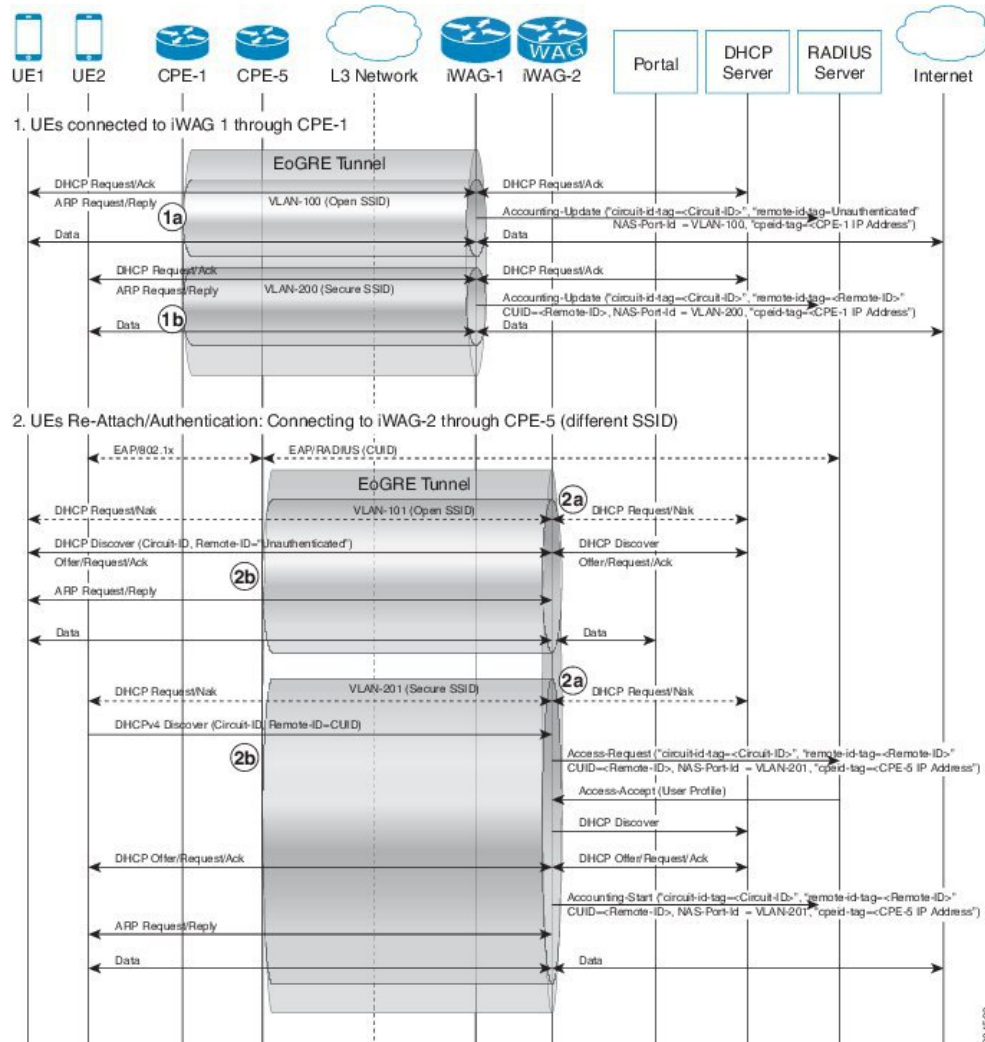 UE1 UE2 CPE-1 CPE-5 L3 Network iWAG-1 iWAG-2 Portal DHCP Server RADIUS Server Internet
WAG
1. UEs connected to iWAG 1 through CPE-1
EoGRE Tunnel
DHCP Request/Ack DHCP Request/Ack
ARP Request/Reply VLAN-100 (Open SSID)
1a
Accounting-Update ("circuit-id-tag=<Circuit-ID>", "remote-id-tag=Unauthenticated"
NAS-Port-Id = VLAN-100, "cpeid-tag=<CPE-1 IP Address")
Data Data
DHCP Request/Ack DHCP Request/Ack
ARP Request/Reply VLAN-200 (Secure SSID)
Accounting-Update ("circuit-id-tag=<Circuit-ID>", "remote-id-tag=<Remote-ID>"
CUID=<Remote-ID>, NAS-Port-Id = VLAN-200, "cpeid-tag=<CPE-1 IP Address")
1b
Data Data
2. UEs Re-Attach/Authentication: Connecting to iWAG-2 through CPE-5 (different SSID)
EAP/802.1x EAP/RADIUS (CUID)
EoGRE Tunnel
2a
DHCP Request/Nak VLAN-101 (Open SSID) DHCP Request/Nak
DHCP Discover (Circuit-ID, Remote-ID="Unauthenticated") DHCP Discover
Offer/Request/Ack Offer/Request/Ack
2b
ARP Request/Reply
Data Data
2a
DHCP Request/Nak VLAN-201 (Secure SSID) DHCP Request/Nak
DHCPv4 Discover (Circuit-ID, Remote-ID=CUID)
2b
Access-Request ("circuit-id-tag=<Circuit-ID>", "remote-id-tag=<Remote-ID>"
CUID=<Remote-ID>, NAS-Port-Id = VLAN-201, "cpeid-tag=<CPE-5 IP Address")
Access-Accept (User Profile)
DHCP Discover
DHCP Offer/Request/Ack DHCP Offer/Request/Ack
Accounting-Start ("circuit-id-tag=<Circuit-ID>", "remote-id-tag=<Remote-ID>"
CUID=<Remote-ID>, NAS-Port-Id = VLAN-201, "cpeid-tag=<CPE-5 IP Address")
ARP Request/Reply
Data Data